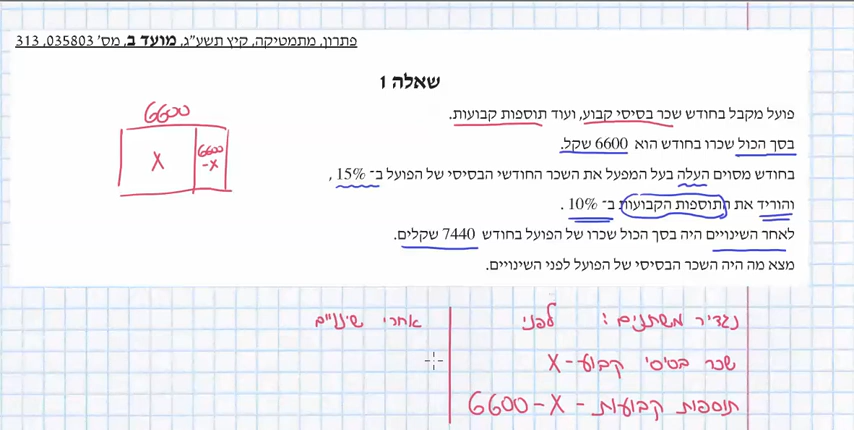 פתרון, מתמטיקה, קיץ תשע"ג, מועד ב, מס' 035803, 313
שאלה 1
פועל מקבל בחודש שכר בסיסי קבוע, ועוד תוספות קבועות.
בסך הכול שכרו בחודש הוא 6600 שקל.
בחודש מסוים העלה בעל המפעל את השכר החודשי הבסיסי של הפועל ב־ 15%,
והוריד את התוספות הקבועות ב־ 10%.
לאחר השינויים היה בסך הכול שכרו של הפועל בחודש 7440 שקלים.
מצא מה היה השכר הבסיסי של הפועל לפני השינויים.
6600
X
6600
-X
נגדיר משתנים: לפני
אחרי שינויים
שכר בסיסי קבוע - X
תוספות קבועות - 6600-X